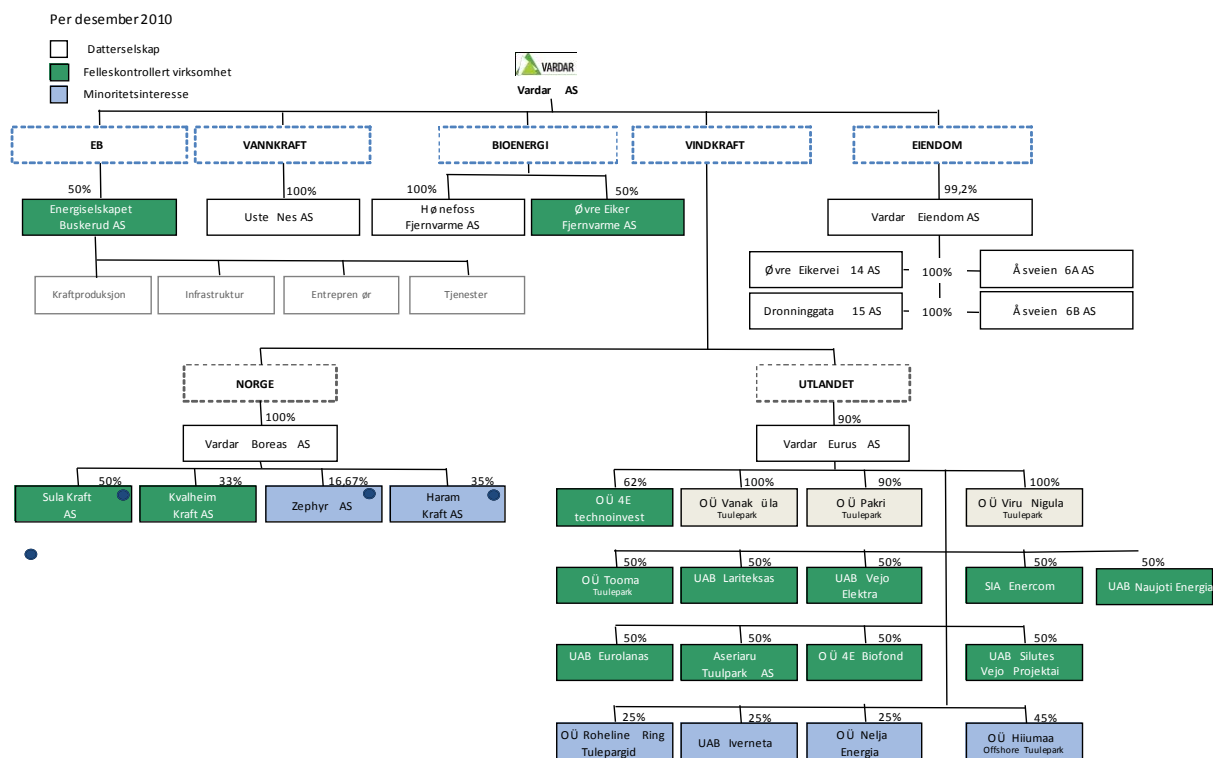 Per desember 2010
Datterselskap
Felleskontrollert virksomhet
Minoritetsinteresse
VARDAR
Vardar AS
EB
VANNKRAFT
BIOENERGI
VINDKRAFT
EIENDOM
50%
100%
100%
50%
99,2%
Energiselskapet
Buskerud AS
Uste Nes AS
Hønefoss
Fjernvarme AS
Øvre Eiker
Fjernvarme AS
Vardar Eiendom AS
Kraftproduksjon
Infrastruktur
Entreprenør
Tjenester
Øvre Eikervei 14 AS
100%
Åsveien 6A AS
Dronninggata 15 AS
100%
Åsveien 6B AS
NORGE
UTLANDET
100%
90%
Vardar Boreas AS
Vardar Eurus AS
50%
33%
16,67%
35%
Sula Kraft
AS
Kvalheim
Kraft AS
Zephyr AS
Haram
Kraft AS
62%
100%
90%
100%
OÜ 4E
technoinvest
OÜ Vanaküla
Tuulepark
OÜ Pakri
Tuulepark
OÜ Viru Nigula
Tuulepark
50%
50%
50%
50%
50%
OÜ Tooma
Tuulepark
UAB Lariteksas
UAB Vejo
Elektra
SIA Enercom
UAB Naujoti Energia
50%
50%
50%
50%
UAB Eurolanas
Aseriaru
Tuulpark AS
OÜ 4E Biofond
UAB Silutes
Vejo Projektai
25%
25%
25%
45%
OÜ Roheline Ring
Tulepargid
UAB Iverneta
OÜ Nelja
Energia
OÜ Hiiumaa
Offshore Tuulepark